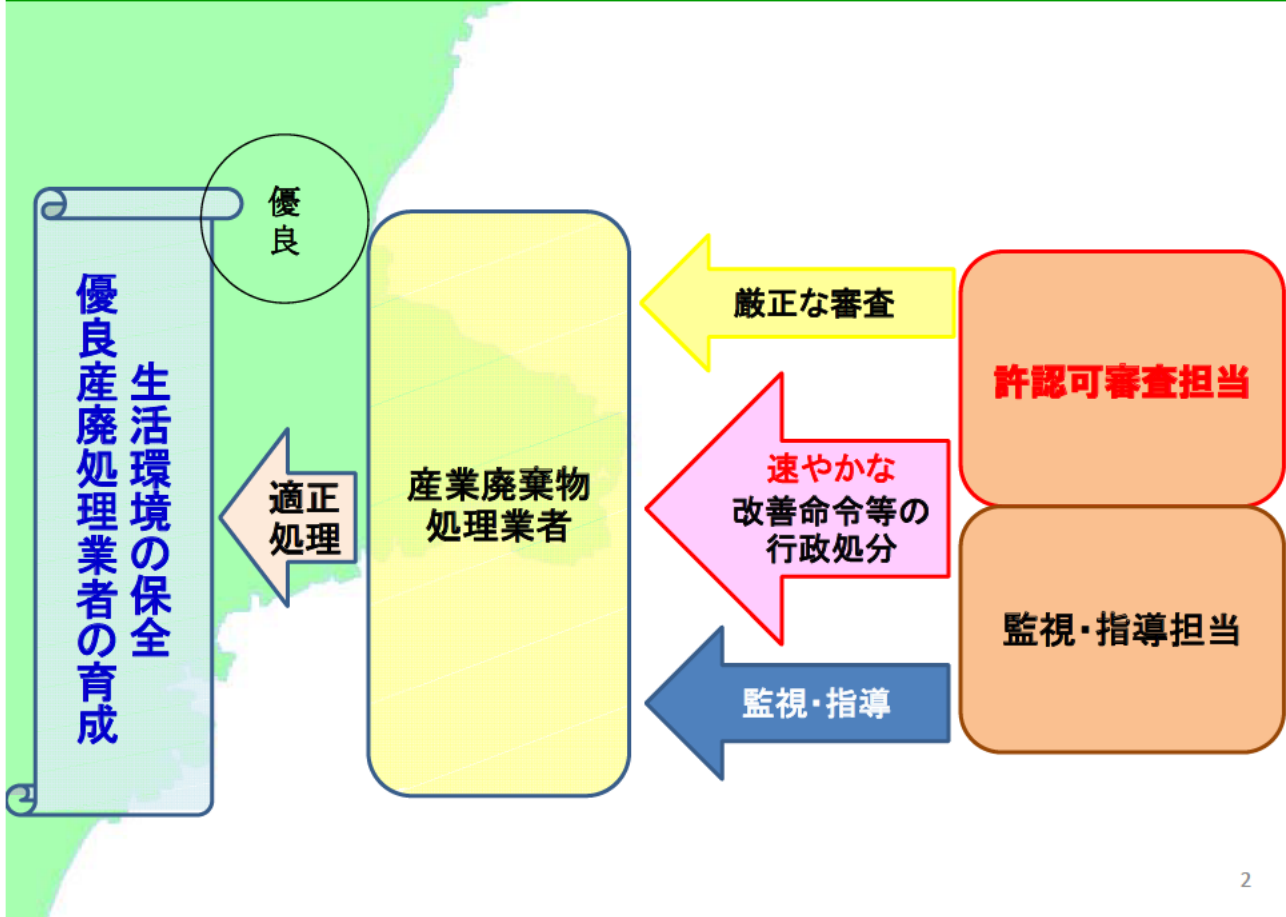 優
良
生活環境の保全
優良産廃処理業者の育成
適正
処理
産業廃棄物
処理業者
厳正な審査
速やかな
改善命令等の
行政処分
監視・指導
許認可審査担当
監視・指導担当
2